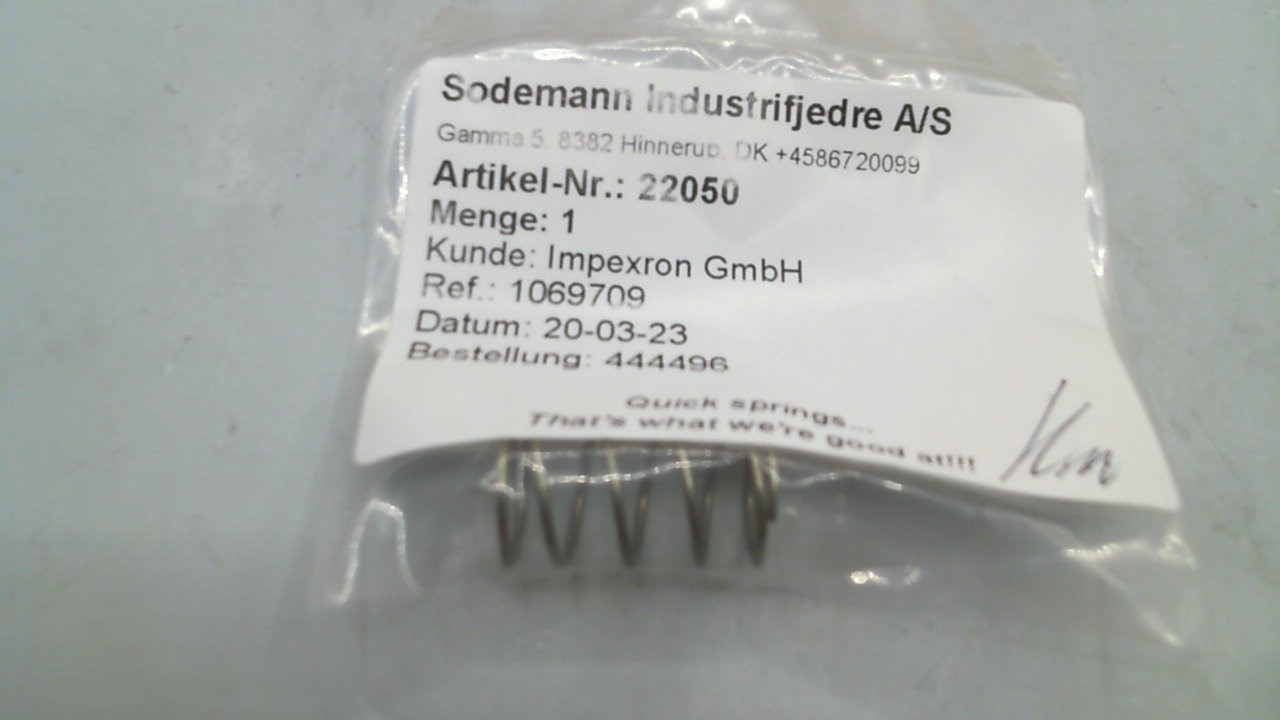 Sodemann Industrifjedre A/S
Gamma 5, 8382 Hinnerup, DK +4586720099
Artikel-Nr.: 22050
Menge: 1
Kunde: Impexron GmbH
Ref.: 1069709
Datum: 20-03-23
Bestellung: 444496
Quick springs...
That's what we're good at!!!